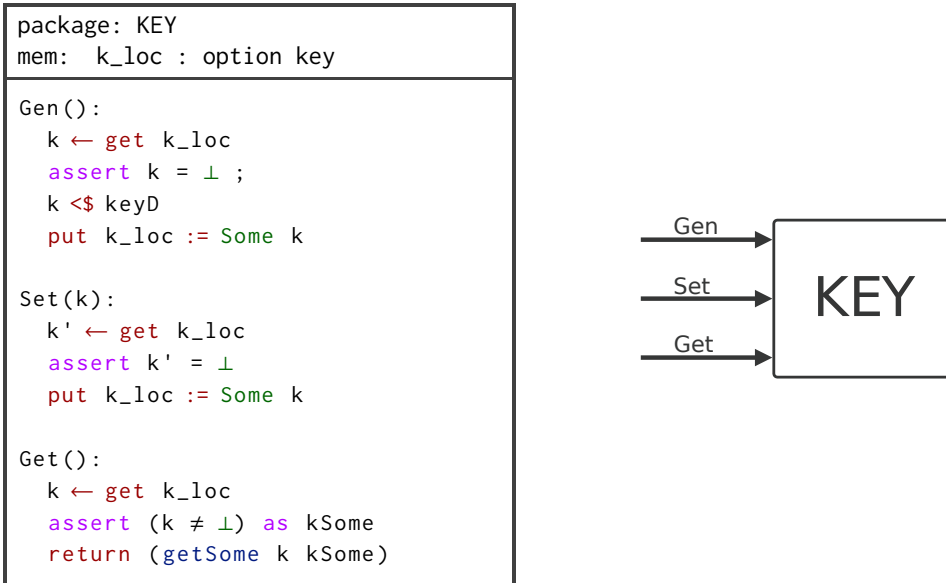 package: KEY
mem:  k_loc : option key
Gen():
  k ← get k_loc
  assert k = ⊥ ;
  k <$ keyD
  put k_loc := Some k
Set(k):
  k' ← get k_loc
  assert k' = ⊥
  put k_loc := Some k
Get():
  k ← get k_loc
  assert (k ≠ ⊥) as kSome
  return (getSome k kSome)
Gen
Set
Get
KEY